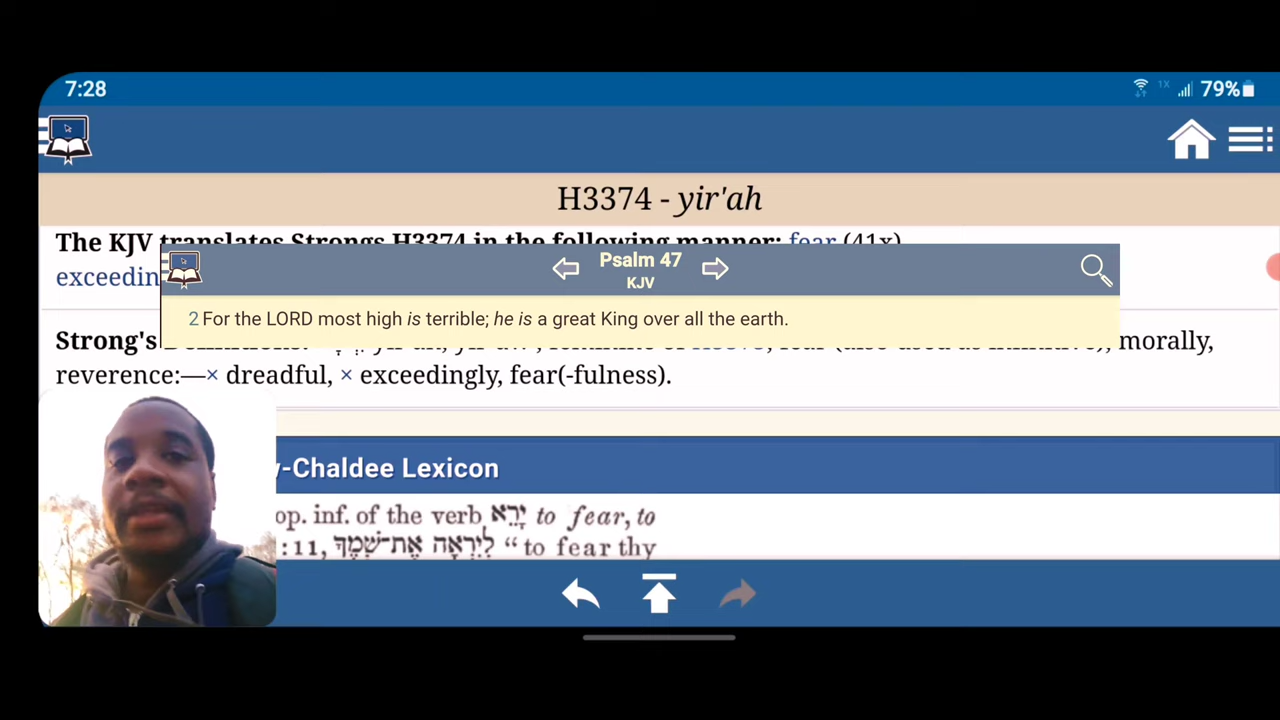 7:28
1X
79%
H3374 - yir'ah
The KJV translates Strongs H3374 in the following manner: fear (41x)
Psalm 47
KJV
exceedin
2 For the LORD most high is terrible; he is a great King over all the earth.
Strong's
morally,
reverence:—× dreadful, × exceedingly, fear(-fulness).
-Chaldee Lexicon
op. inf. of the verb יָרֵא to fear, to
:11, לְיִרְאָה אֶת־שְׁמֶךָ “to fear thy